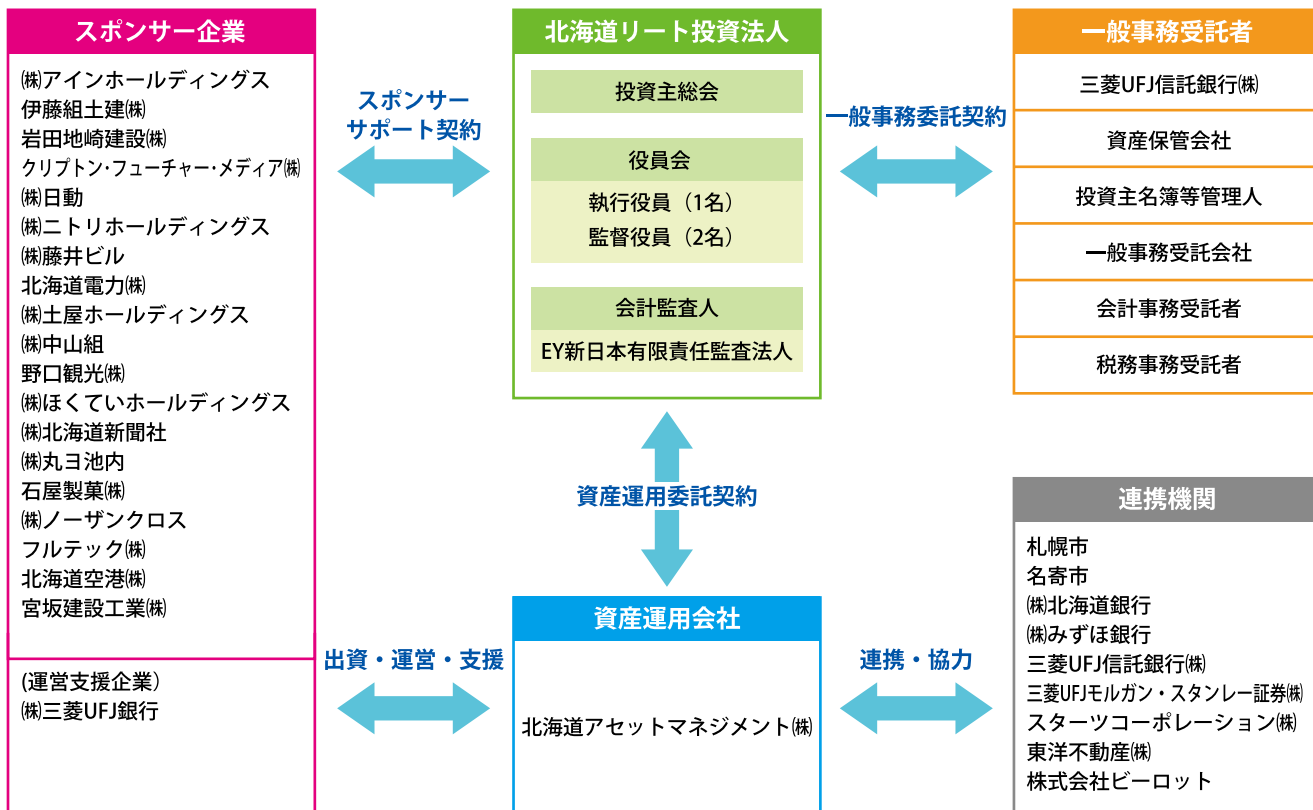 スポンサー企業
㈱アインホールディングス
伊藤組土建㈱
岩田地崎建設㈱
クリプトン・フューチャー・メディア㈱
㈱日動
㈱ニトリホールディングス
㈱藤井ビル
北海道電力㈱
㈱土屋ホールディングス
㈱中山組
野口観光㈱
㈱ほくていホールディングス
㈱北海道新聞社
㈱丸ヨ池内
石屋製菓㈱
㈱ノーザンクロス
フルテック㈱
北海道空港㈱
宮坂建設工業㈱
(運営支援企業)
㈱三菱UFJ銀行
スポンサー
サポート契約
出資・運営・支援
北海道リート投資法人
投資主総会
役員会
執行役員（1名）
監督役員（2名）
会計監査人
EY新日本有限責任監査法人
資産運用委託契約
資産運用会社
北海道アセットマネジメント㈱
一般事務委託契約
連携・協力
一般事務受託者
三菱UFJ信託銀行㈱
資産保管会社
投資主名簿等管理人
一般事務受託会社
会計事務受託者
税務事務受託者
連携機関
札幌市
名寄市
㈱北海道銀行
㈱みずほ銀行
三菱UFJ信託銀行㈱
三菱UFJモルガン・スタンレー証券㈱
スターツコーポレーション㈱
東洋不動産㈱
株式会社ビーロット